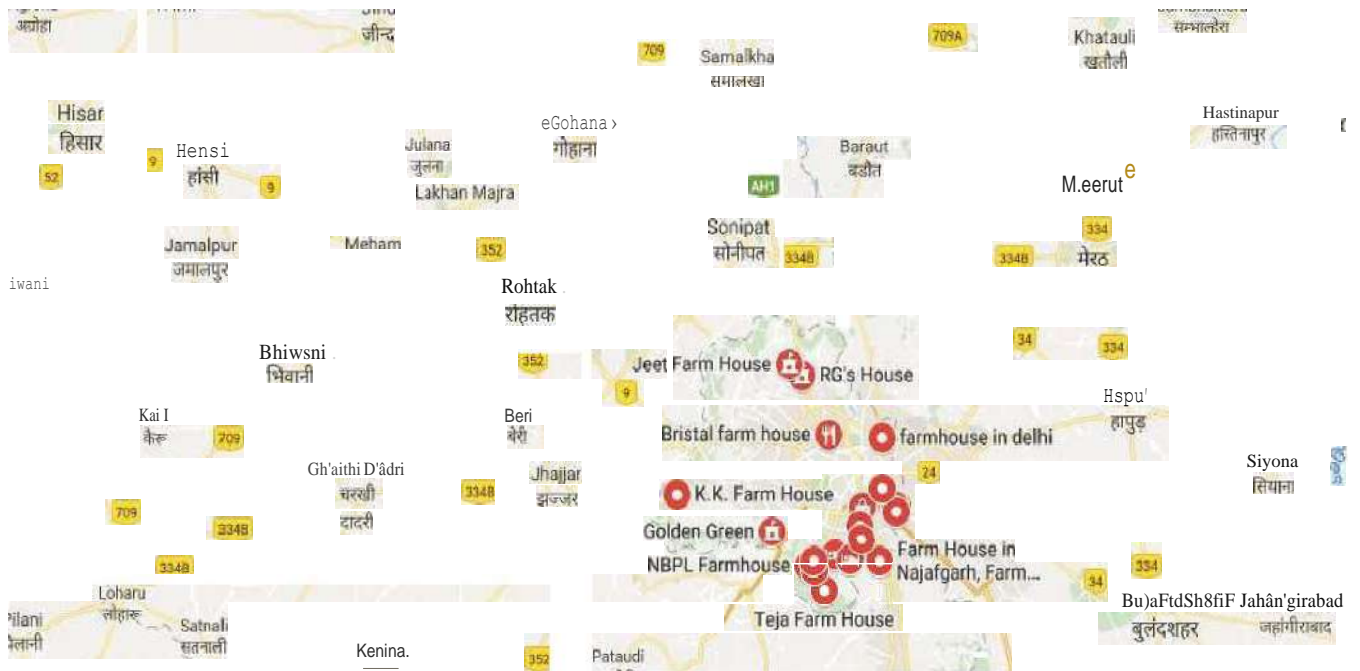 अग्रोहा
जीन्द
709
709A
Samalkha
समालखा
Khatauli
खतौली
सम्भालहेरा
Hisar
हिसार
52
9
Hensi
हांसी
9
Julana
जुलना
Lakhan Majra
eGohana ›
गोहाना
Baraut
बडौत
AH1
Hastinapur
हस्तिनापुर
M.eerut e
334
334B
मेरठ
Jamalpur
जमालपुर
Meham
352
Sonipat
सोनीपत
334B
iwani
Rohtak
रोहतक
Bhiwsni
भिवानी
352
9
Jeet Farm House
RG's House
34
334
Kai I
कैरू
709
Beri
बेरी
Bristal farm house
farmhouse in delhi
Hspu'
हापुड़
Gh'aithi D'âdri
चरखी
दादरी
334B
Jhajjar
झज्जर
K.K. Farm House
24
Siyona
सियाना
709
334B
Golden Green
334B
NBPL Farmhouse
Farm House in
Najafgarh, Farm...
34
334
Loharu
लोहारू
Teja Farm House
Bu)aFtdSh8fiF Jahân'girabad
बुलंदशहर
जहांगीराबाद
Pilani
Satnali
सतनाली
Kenina.
352
Pataudi